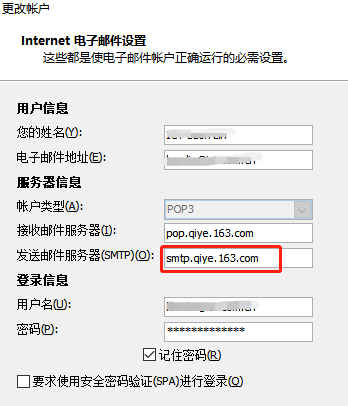 更改帐户
Internet 电子邮件设置
这些都是使电子邮件帐户正确运行的必需设置。
用户信息
您的姓名(Y):
电子邮件地址(E):
服务器信息
帐户类型(A): POP3
接收邮件服务器(I): pop.qiye.163.com
发送邮件服务器(SMTP)(O): smtp.qiye.163.com
登录信息
用户名(U):
密码(P): *************
记住密码(R)
要求使用安全密码验证(SPA)进行登录(Q)